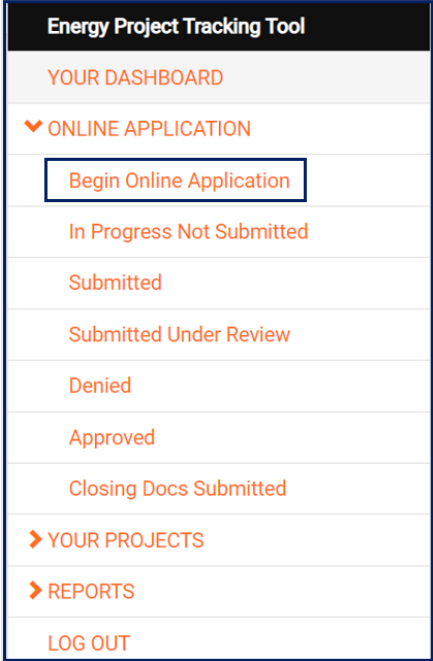 Energy Project Tracking Tool
YOUR DASHBOARD
ONLINE APPLICATION
Begin Online Application
In Progress Not Submitted
Submitted
Submitted Under Review
Denied
Approved
Closing Docs Submitted
YOUR PROJECTS
REPORTS
LOG OUT